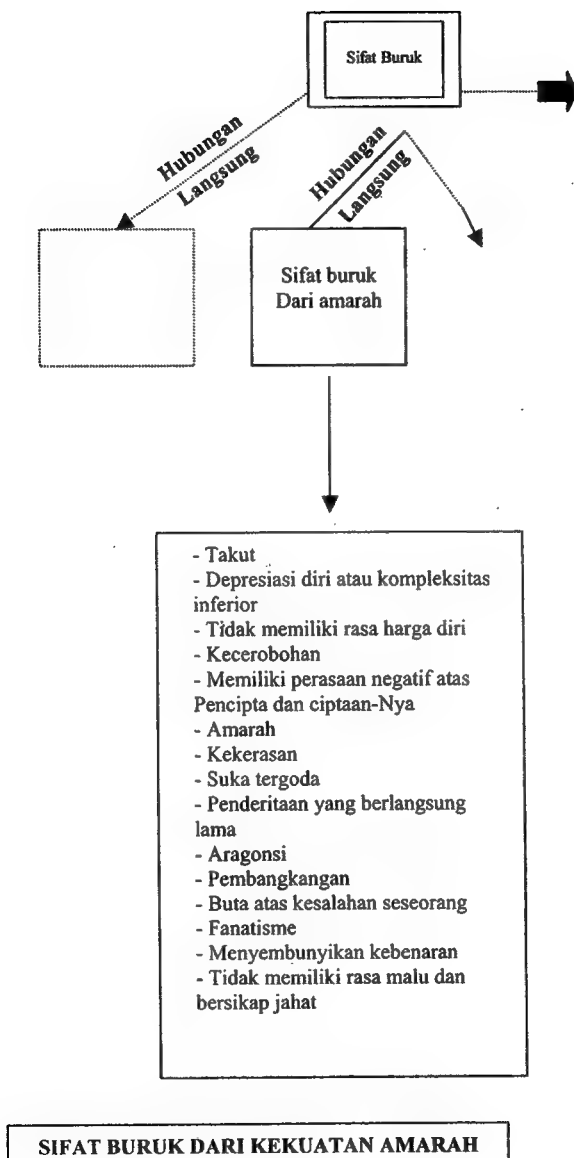 Sifat Buruk
Hubungan
Langsung
Hubungan
Langsung
Sifat buruk
Dari amarah
- Takut
- Depresiasi diri atau kompleksitas
inferior
- Tidak memiliki rasa harga diri
- Kecerobohan
- Memiliki perasaan negatif atas
Pencipta dan ciptaan-Nya
- Amarah
- Kekerasan
- Suka tergoda
- Penderitaan yang berlangsung
lama
- Aragonsi
- Pembangkangan
- Buta atas kesalahan seseorang
- Fanatisme
- Menyembunyikan kebenaran
- Tidak memiliki rasa malu dan
bersikap jahat
SIFAT BURUK DARI KEKUATAN AMARAH